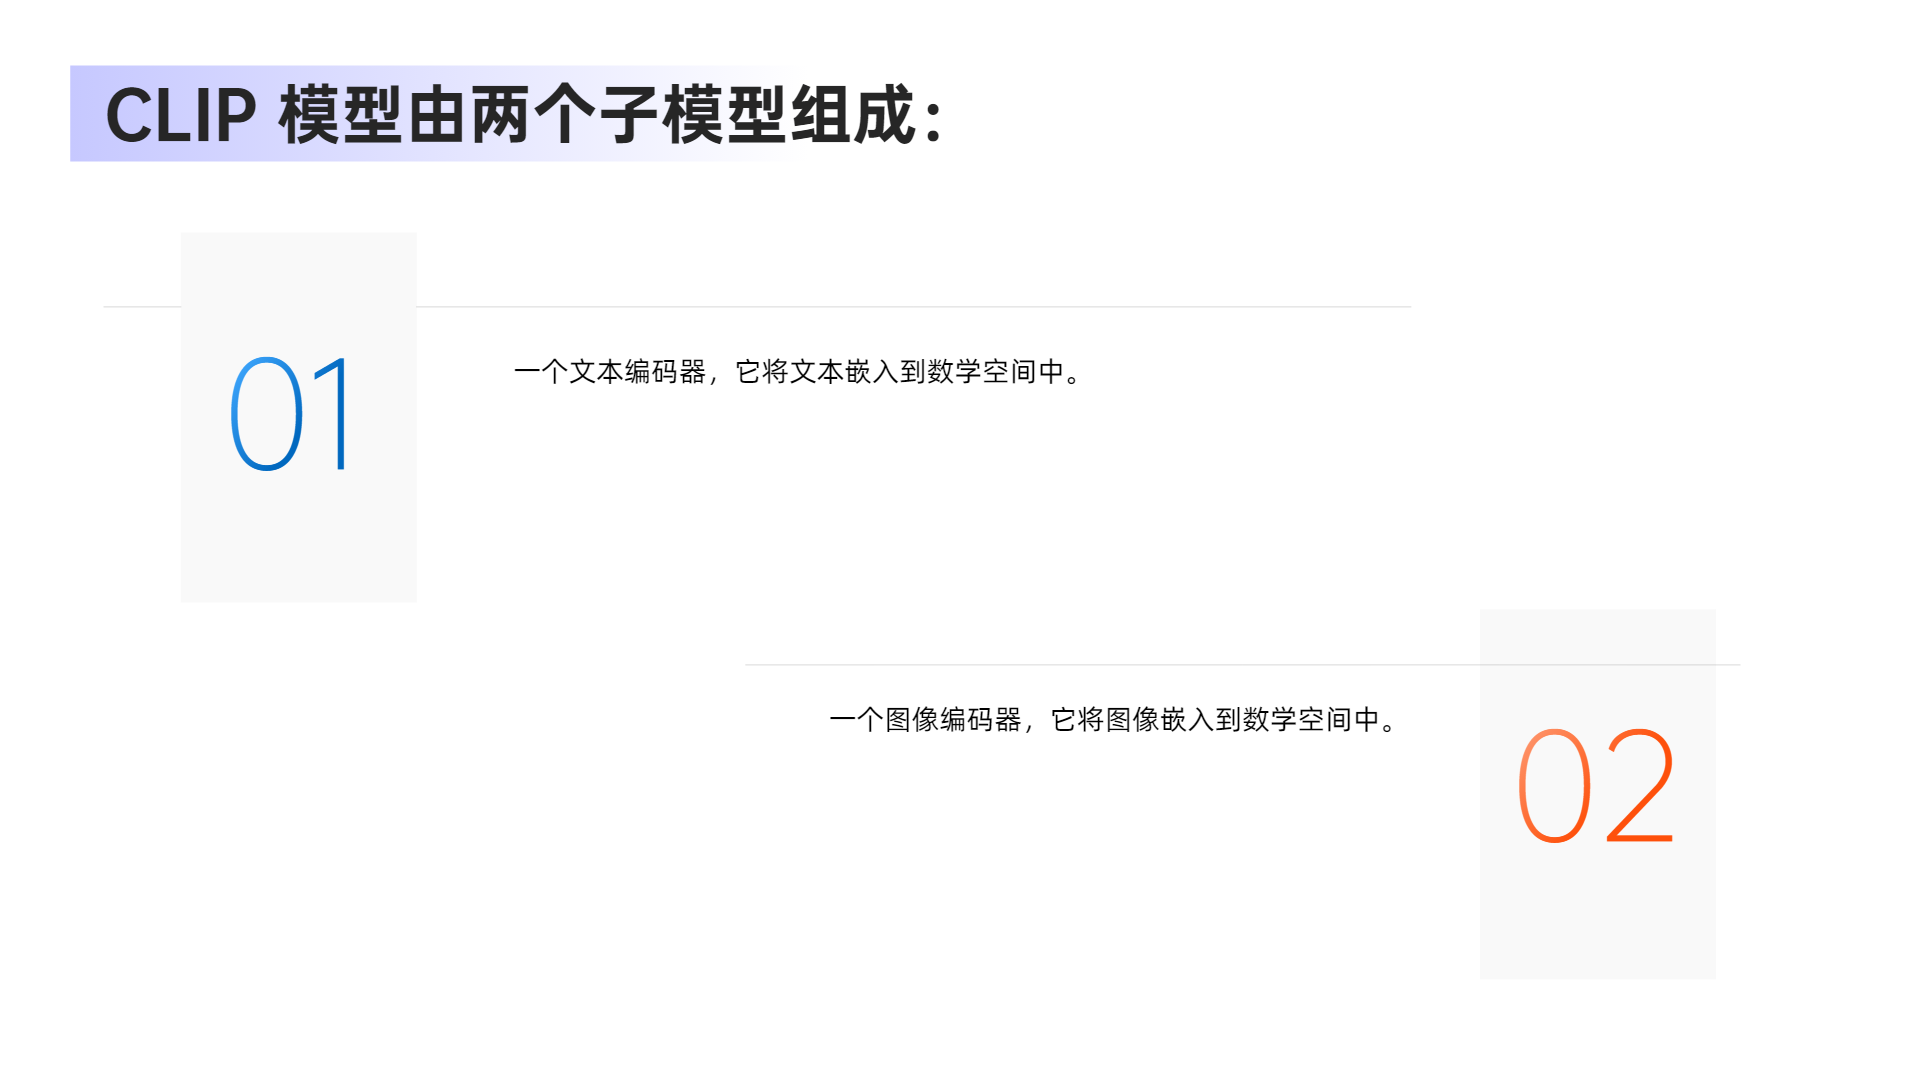 CLIP 模型由两个子模型组成：
01
一个文本编码器，它将文本嵌入到数学空间中。
一个图像编码器，它将图像嵌入到数学空间中。
02